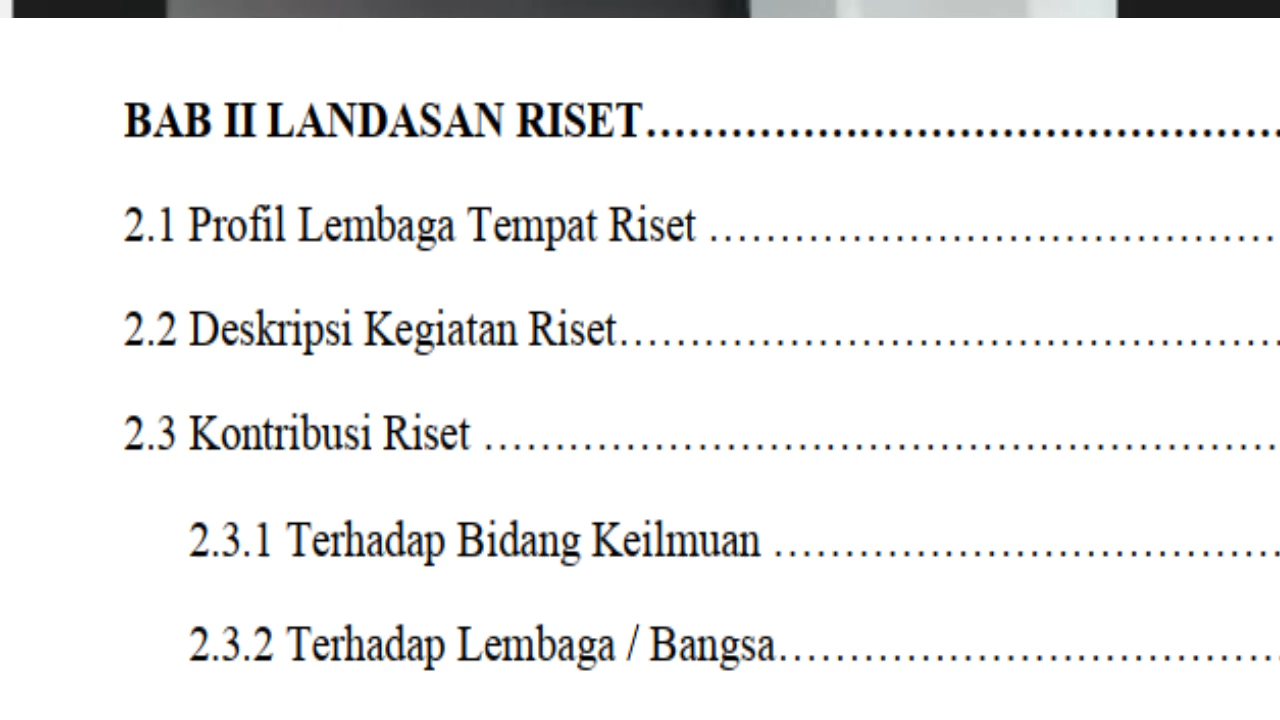 BAB II LANDASAN RISET........................................................
2.1 Profil Lembaga Tempat Riset ..................................................
2.2 Deskripsi Kegiatan Riset........................................................
2.3 Kontribusi Riset ..................................................................
2.3.1 Terhadap Bidang Keilmuan ............................................
2.3.2 Terhadap Lembaga / Bangsa............................................